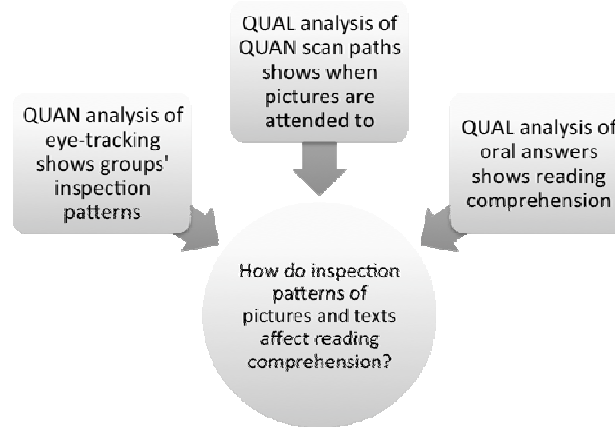 QUAL analysis of
QUAN scan paths
shows when
pictures are
attended to
QUAN analysis of
eye-tracking
shows groups'
inspection
patterns
QUAL analysis of
oral answers
shows reading
comprehension
How do inspection
patterns of
pictures and texts
affect reading
comprehension?